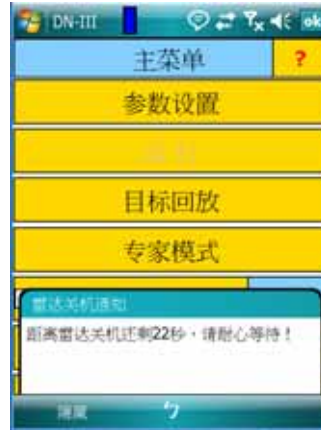 DN-III
ok
主菜单 ?
参数设置
目标回放
专家模式
雷达关机通知
距离雷达关机还剩22秒，请耐心等待！
隐藏